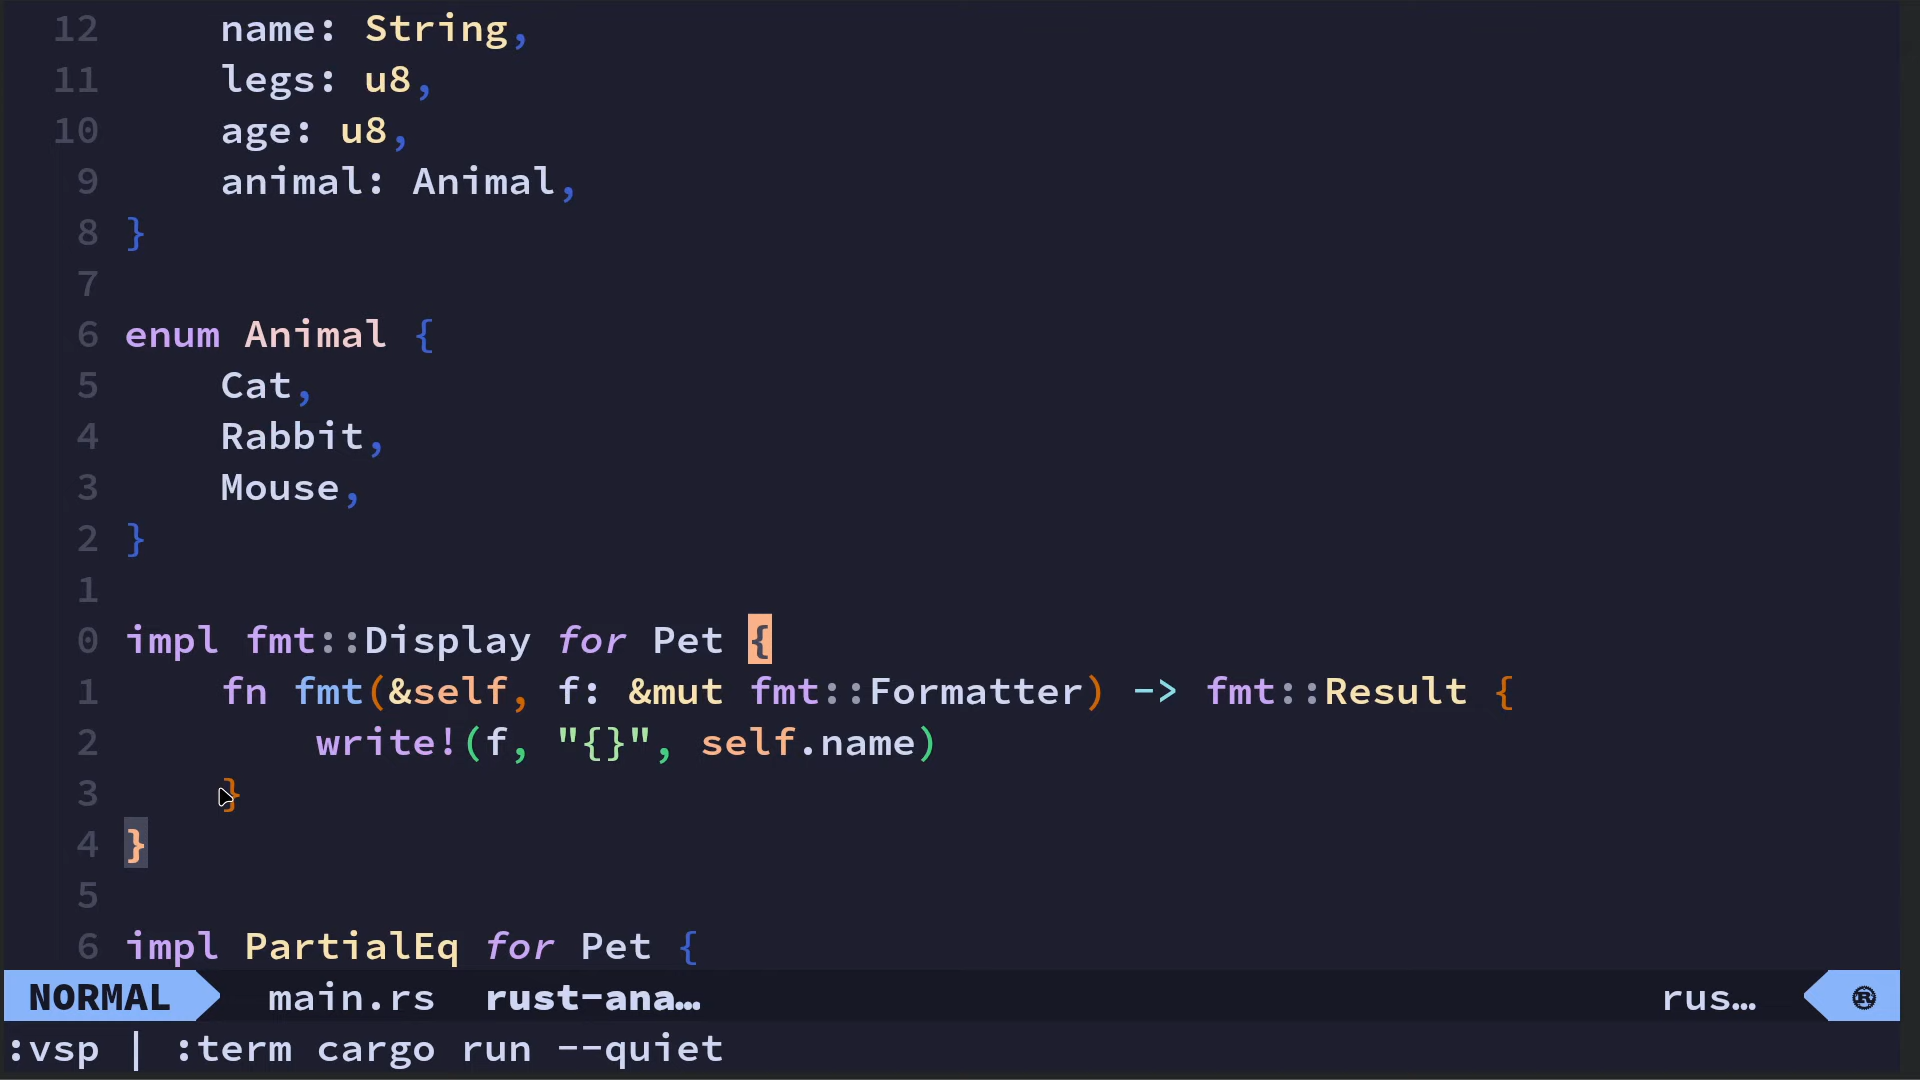 12 name: String,
11 legs: u8,
10 age: u8,
9 animal: Animal,
8 }
7
6 enum Animal {
5 Cat,
4 Rabbit,
3 Mouse,
2 }
1
0 impl fmt::Display for Pet {
1 fn fmt(&self, f: &mut fmt::Formatter) -> fmt::Result {
2 write!(f, "{}", self.name)
3 }
4 }
5
6 impl PartialEq for Pet {
NORMAL main.rs rust-ana… rus…
:vsp | :term cargo run --quiet